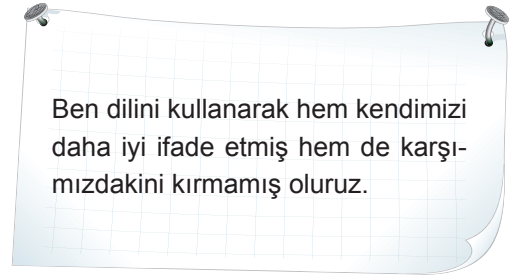 Ben dilini kullanarak hem kendimizi
daha iyi ifade etmiş hem de karşı-
mızdakini kırmamış oluruz.